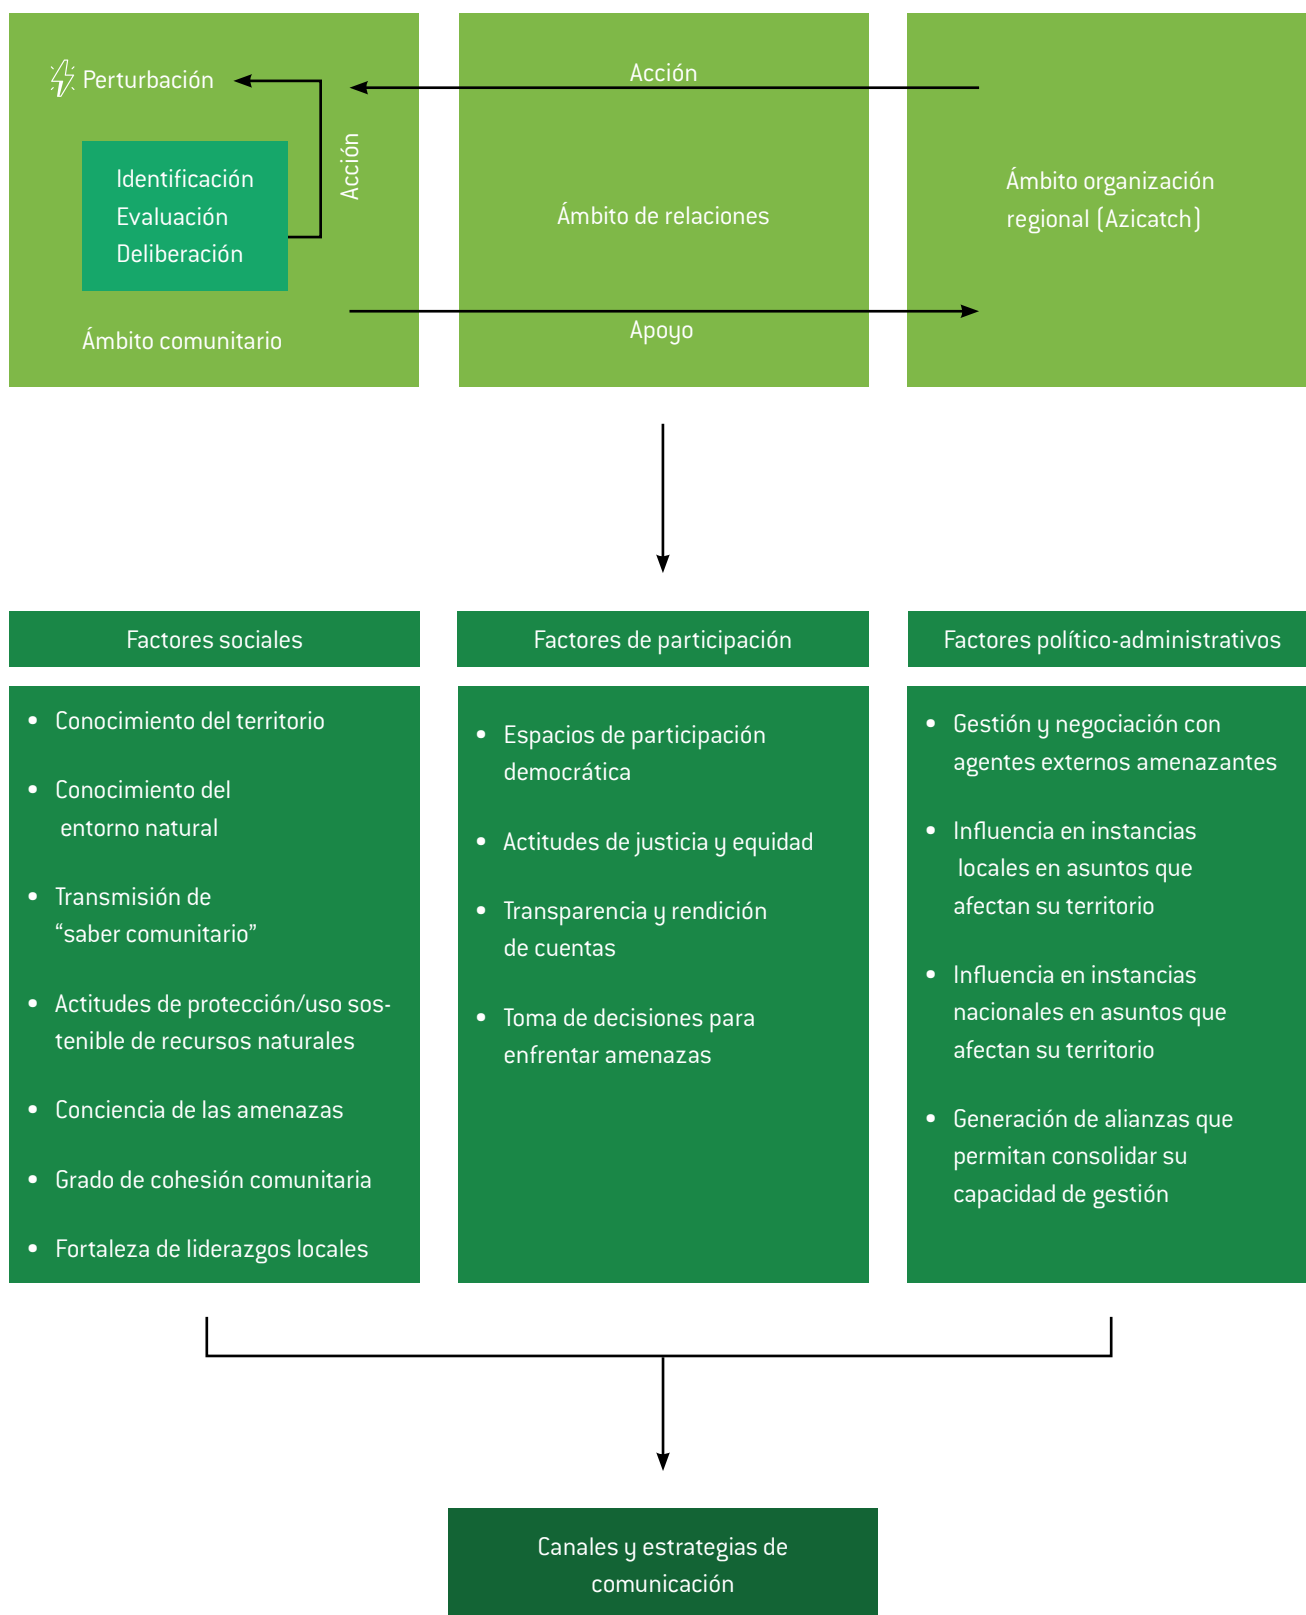 Perturbación
Acción
Identificación
Evaluación
Deliberación
Ámbito comunitario
Acción
Ámbito de relaciones
Apoyo
Ámbito organización
regional (Azicatch)
Factores sociales
• Conocimiento del territorio
• Conocimiento del
entorno natural
• Transmisión de
“saber comunitario”
• Actitudes de protección/uso sos-
tenible de recursos naturales
• Conciencia de las amenazas
• Grado de cohesión comunitaria
• Fortaleza de liderazgos locales
Factores de participación
• Espacios de participación
democrática
• Actitudes de justicia y equidad
• Transparencia y rendición
de cuentas
• Toma de decisiones para
enfrentar amenazas
Factores político-administrativos
• Gestión y negociación con
agentes externos amenazantes
• Influencia en instancias
locales en asuntos que
afectan su territorio
• Influencia en instancias
nacionales en asuntos que
afectan su territorio
• Generación de alianzas que
permitan consolidar su
capacidad de gestión
Canales y estrategias de
comunicación